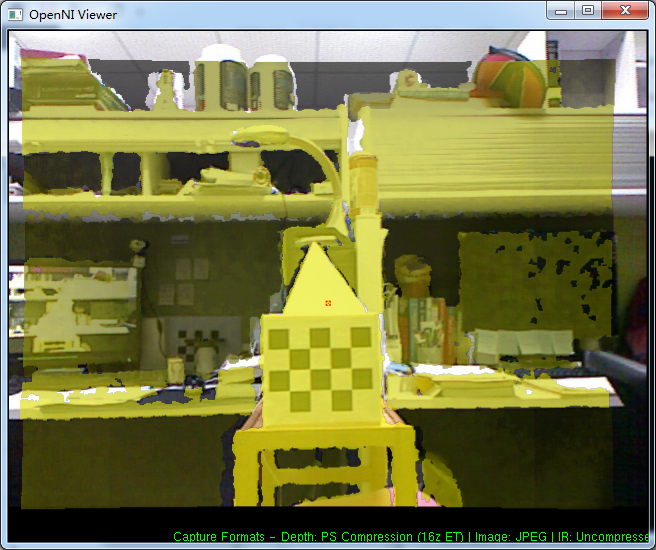 OpenNI Viewer
Capture Formats - Depth: PS Compression (16z ET) | Image: JPEG | IR: Uncompresse